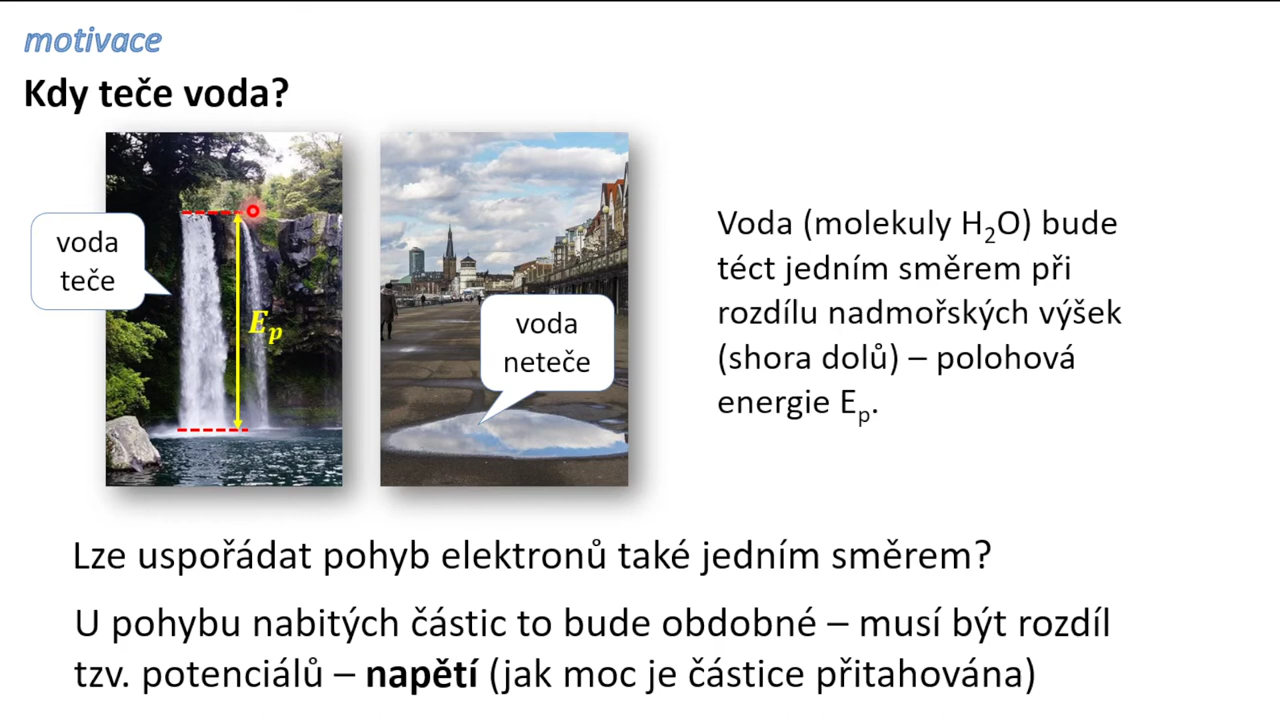 motivace
Kdy teče voda?
voda
teče
E_p
voda
neteče
Voda (molekuly H₂O) bude
téct jedním směrem při
rozdílu nadmořských výšek
(shora dolů) – polohová
energie Eₚ.
Lze uspořádat pohyb elektronů také jedním směrem?
U pohybu nabitých částic to bude obdobné – musí být rozdíl
tzv. potenciálů – napětí (jak moc je částice přitahována)